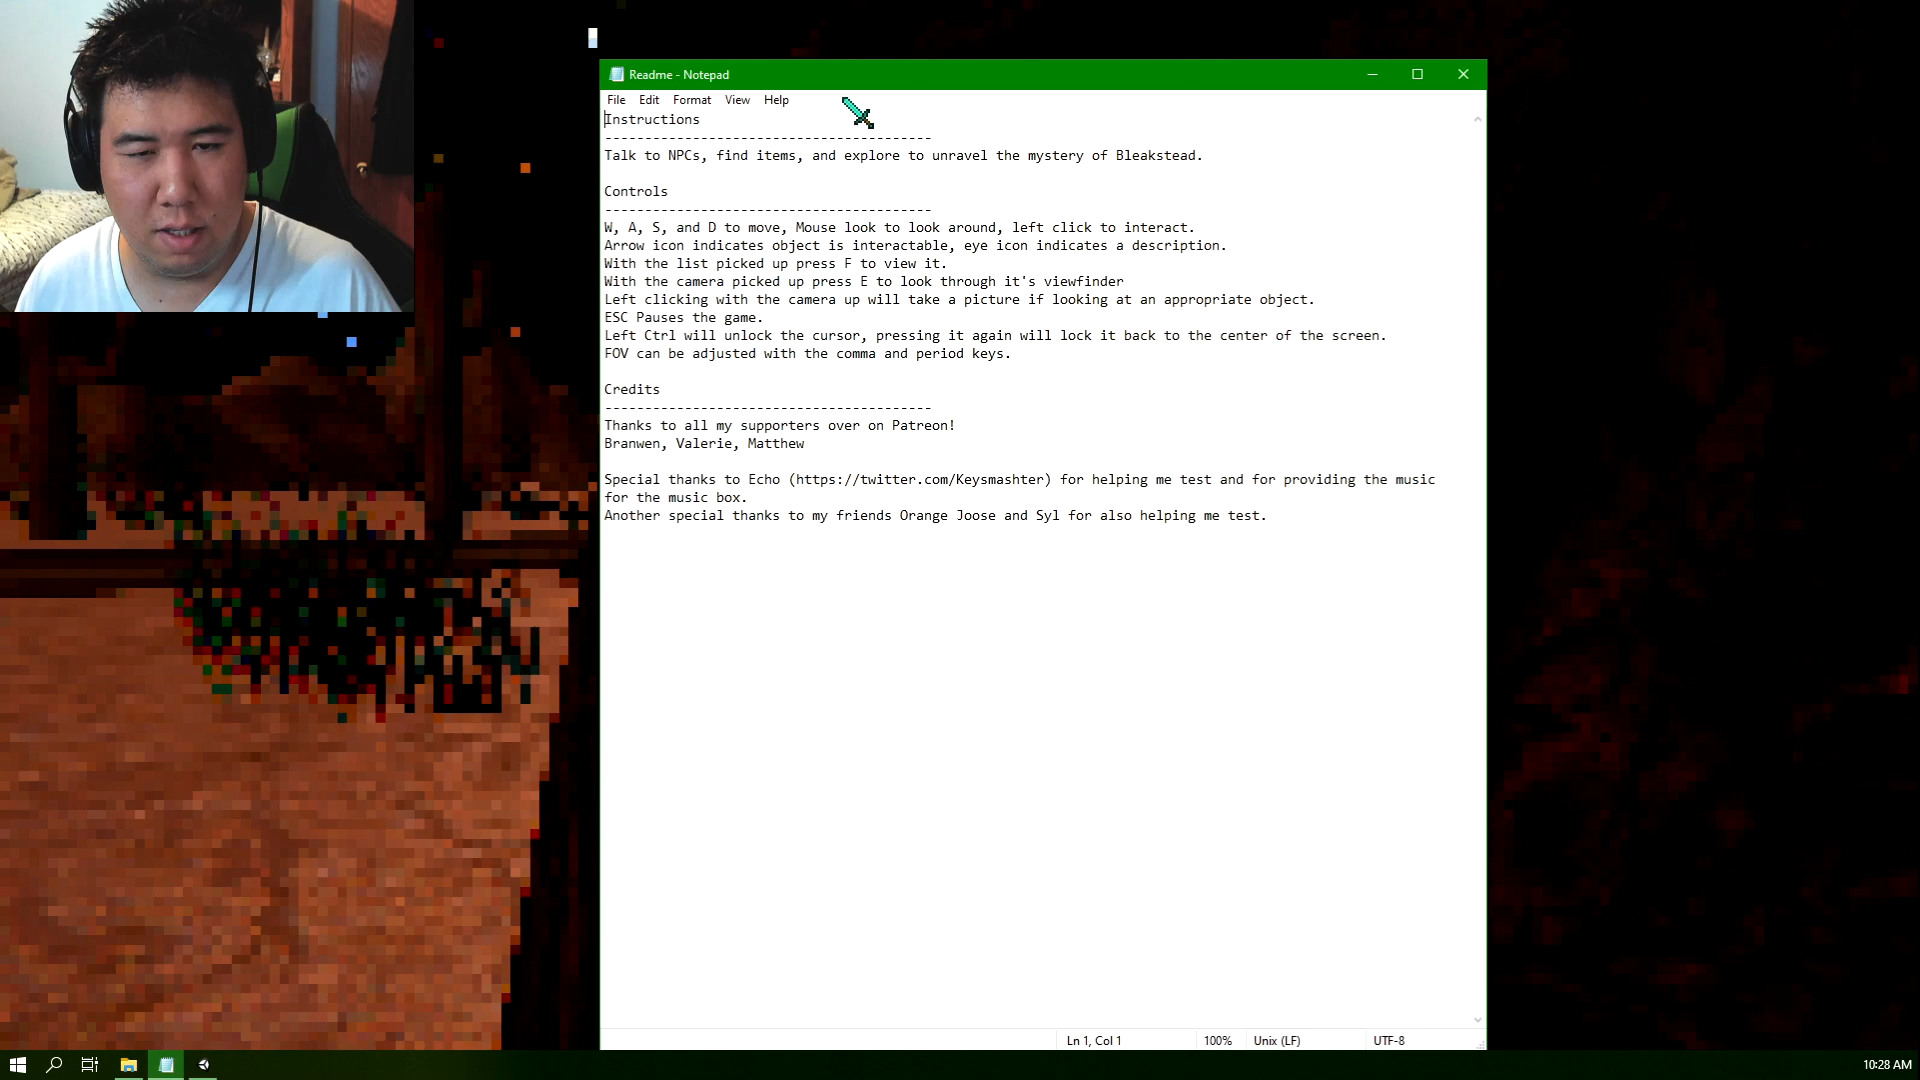 Readme - Notepad
File Edit Format View Help
Instructions
-----------------------------------------
Talk to NPCs, find items, and explore to unravel the mystery of Bleakstead.
Controls
-----------------------------------------
W, A, S, and D to move, Mouse look to look around, left click to interact.
Arrow icon indicates object is interactable, eye icon indicates a description.
With the list picked up press F to view it.
With the camera picked up press E to look through it's viewfinder
Left clicking with the camera up will take a picture if looking at an appropriate object.
ESC Pauses the game.
Left Ctrl will unlock the cursor, pressing it again will lock it back to the center of the screen.
FOV can be adjusted with the comma and period keys.
Credits
-----------------------------------------
Thanks to all my supporters over on Patreon!
Branwen, Valerie, Matthew
Special thanks to Echo (https://twitter.com/Keysmashter) for helping me test and for providing the music
for the music box.
Another special thanks to my friends Orange Joose and Syl for also helping me test.
Ln 1, Col 1 100% Unix (LF) UTF-8
10:28 AM